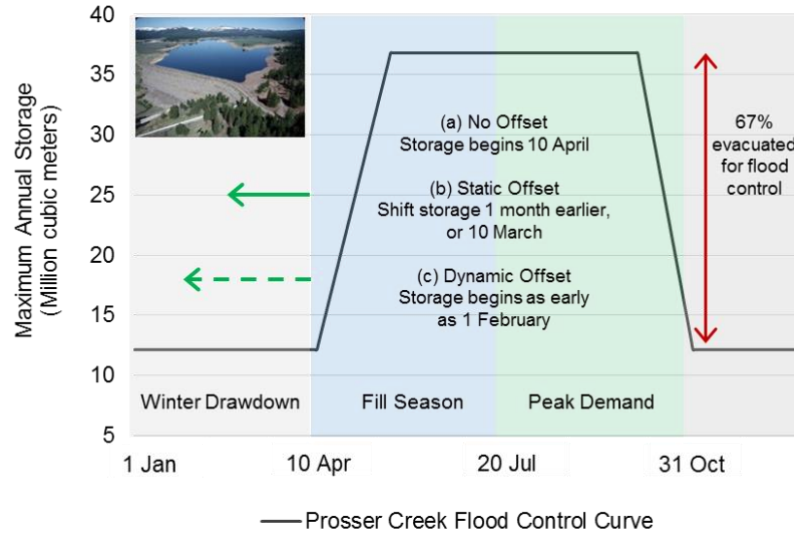 Maximum Annual Storage
(Million cubic meters)
40
35
30
25
20
15
10
5
(a) No Offset
Storage begins 10 April
(b) Static Offset
Shift storage 1 month earlier,
or 10 March
(c) Dynamic Offset
Storage begins as early
as 1 February
67%
evacuated
for flood
control
Winter Drawdown
Fill Season
Peak Demand
1 Jan
10 Apr
20 Jul
31 Oct
Prosser Creek Flood Control Curve